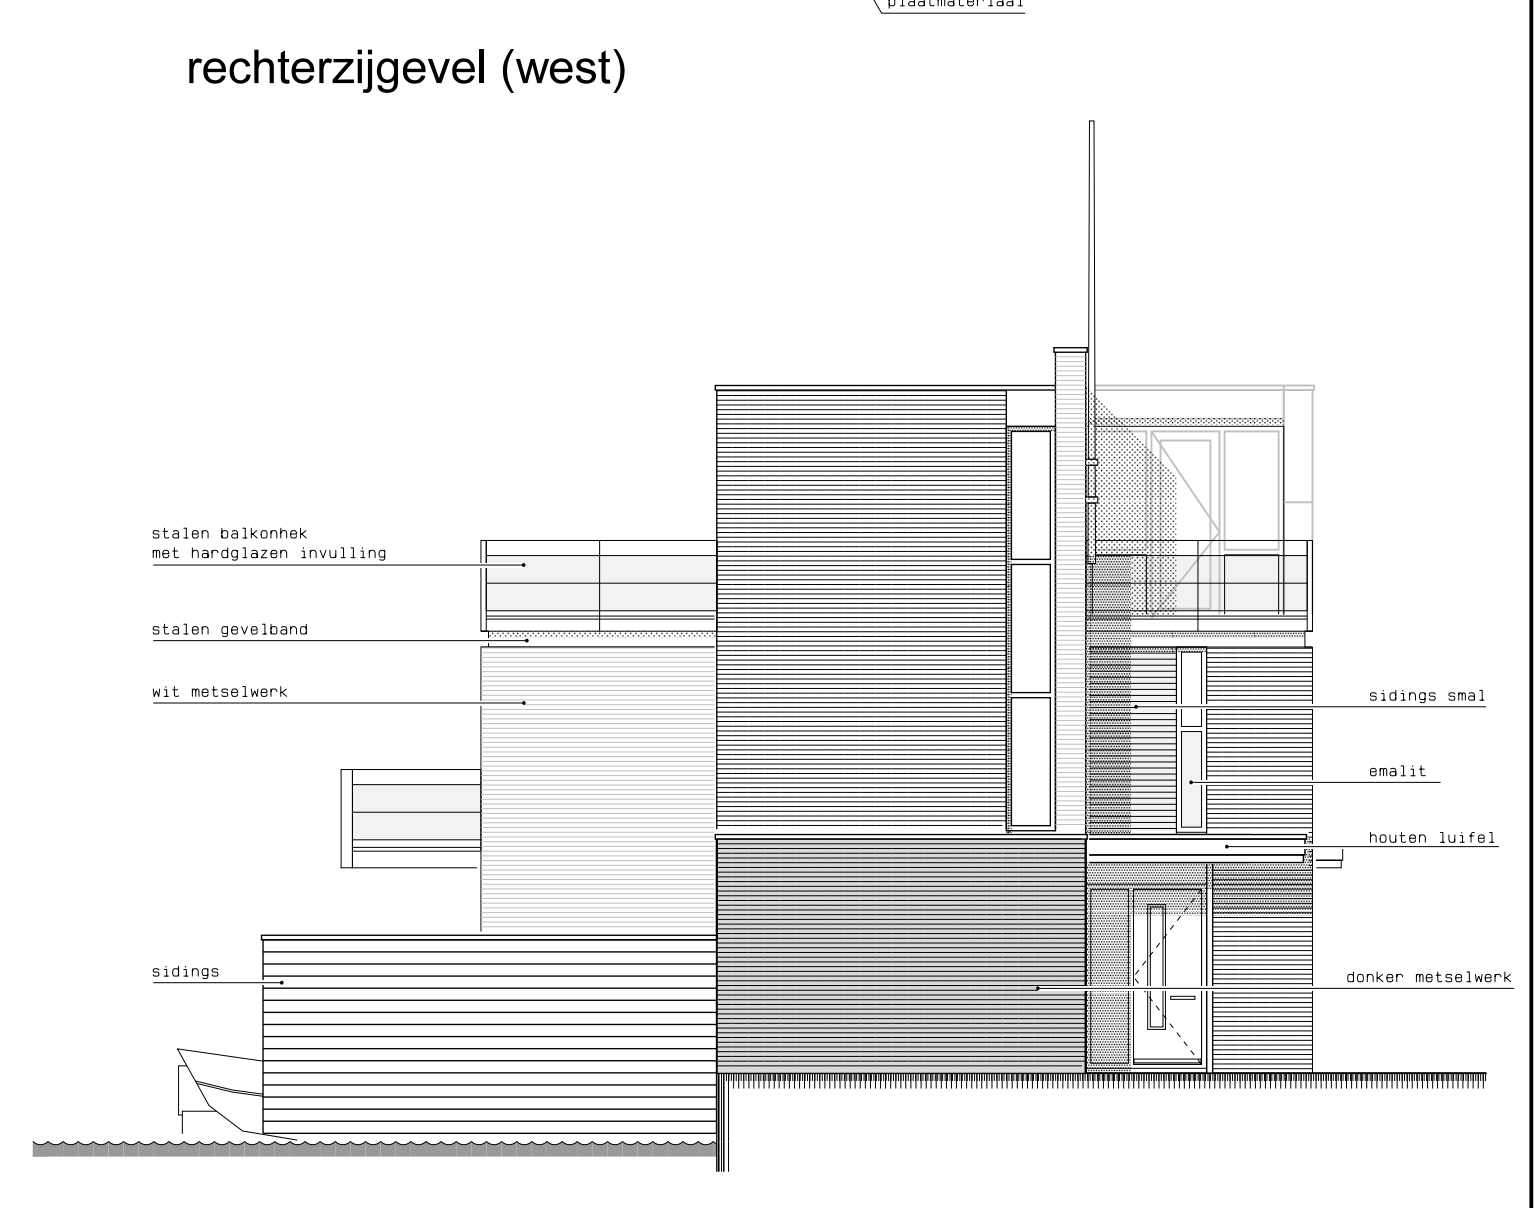 plaatmateriaal
rechterzijgevel (west)
stalen balkonhek
met hardglazen invulling
stalen gevelband
wit metselwerk
sidings smal
emalit
houten luifel
sidings
donker metselwerk